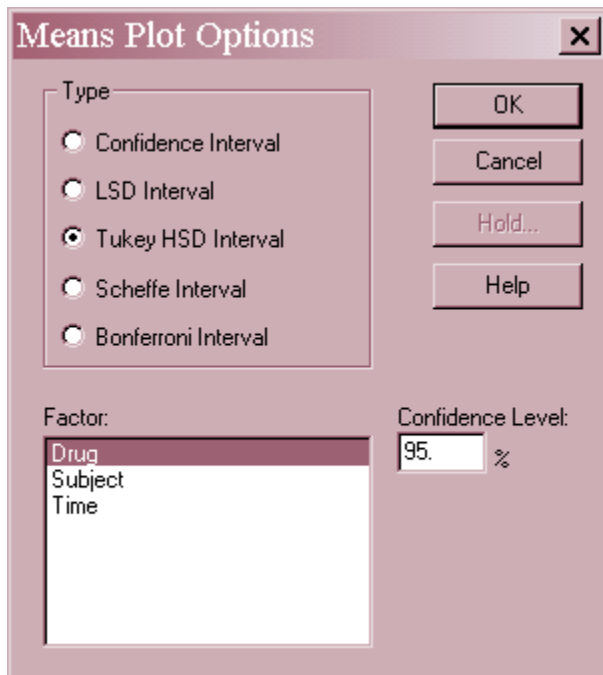 Means Plot Options
Type
Confidence Interval
LSD Interval
Tukey HSD Interval
Scheffe Interval
Bonferroni Interval
OK
Cancel
Hold...
Help
Factor:
Drug
Subject
Time
Confidence Level:
95. %